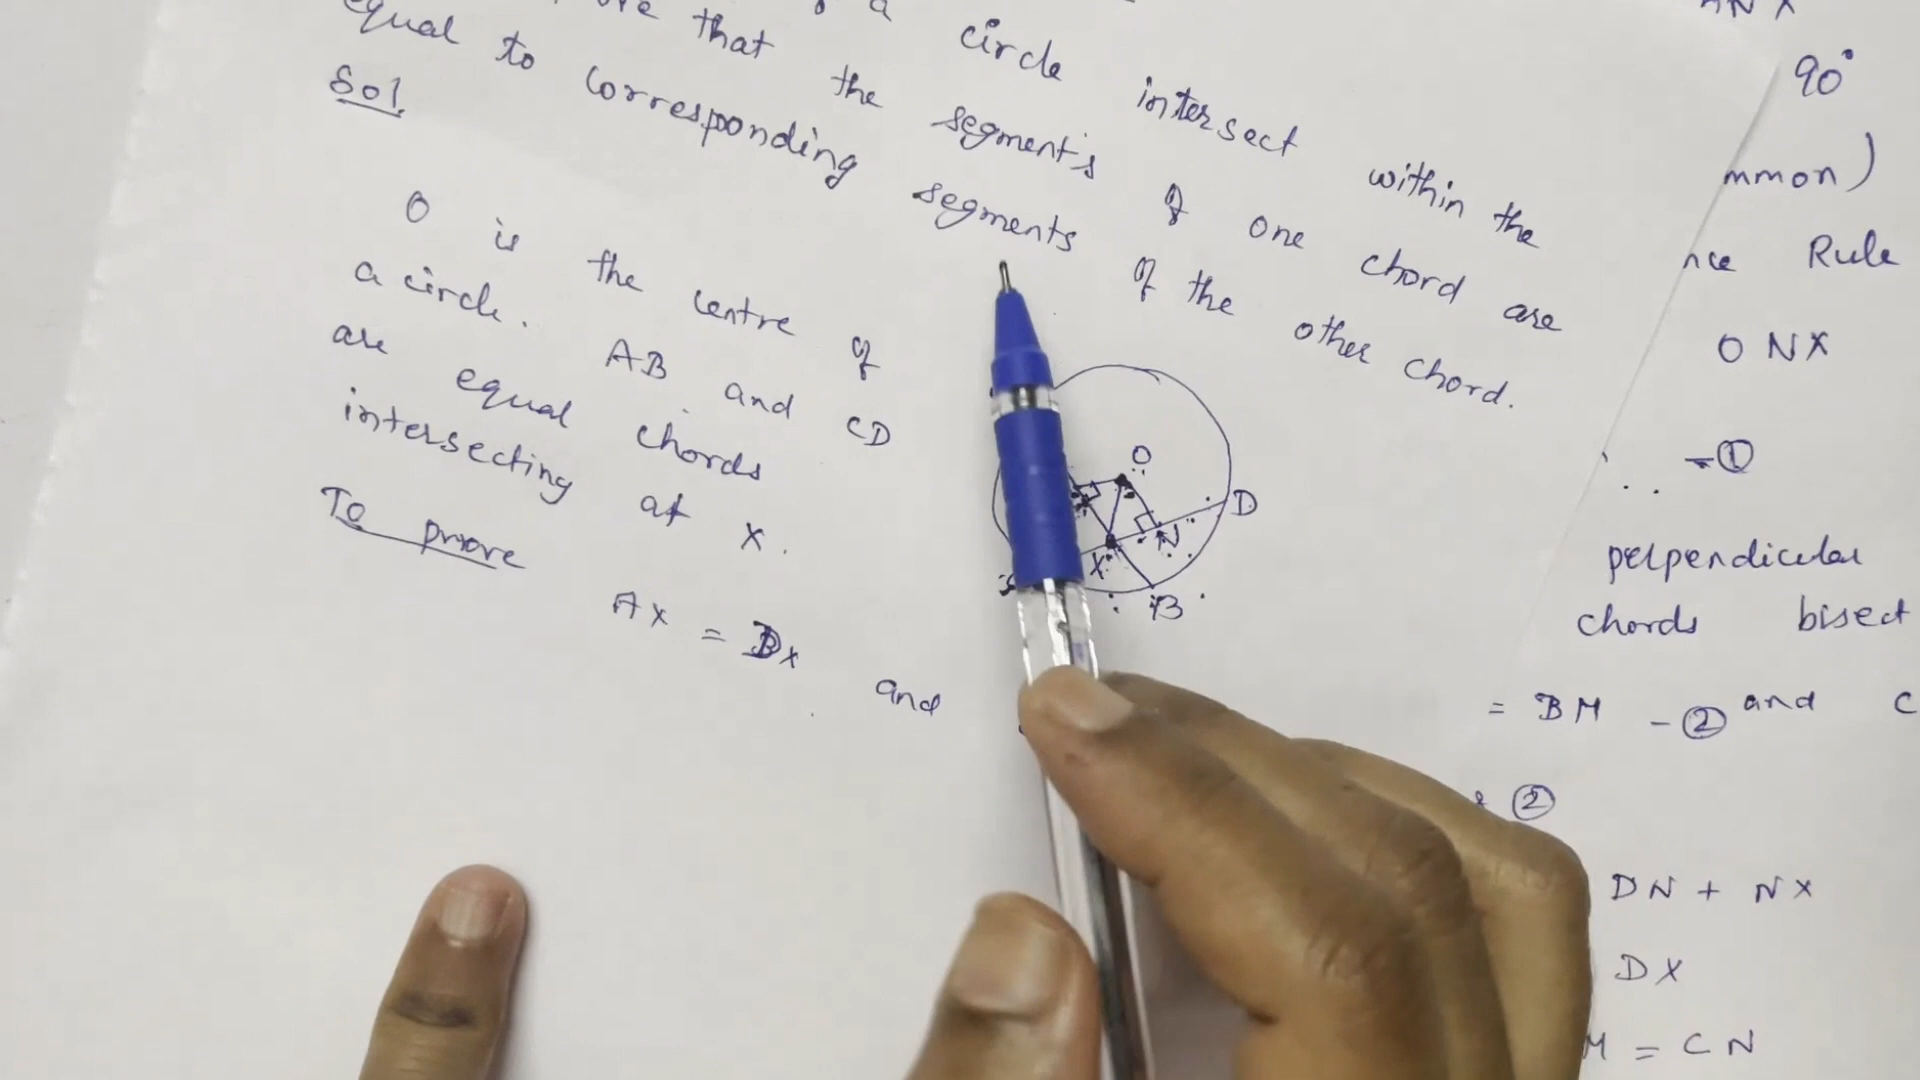 a circle intersect within the
that the segments of one chord are
equal to corresponding segments of the other chord.
Sol
O is the centre of
a circle. AB and CD
are equal chords
intersecting at X.
To prove
AX = DX and
O
D
N
X
B
90°
mmon)
nce Rule
ONX
- ①
perpendicular
chords bisect
= BM - ② and C
②
DN + NX
DX
M = CN